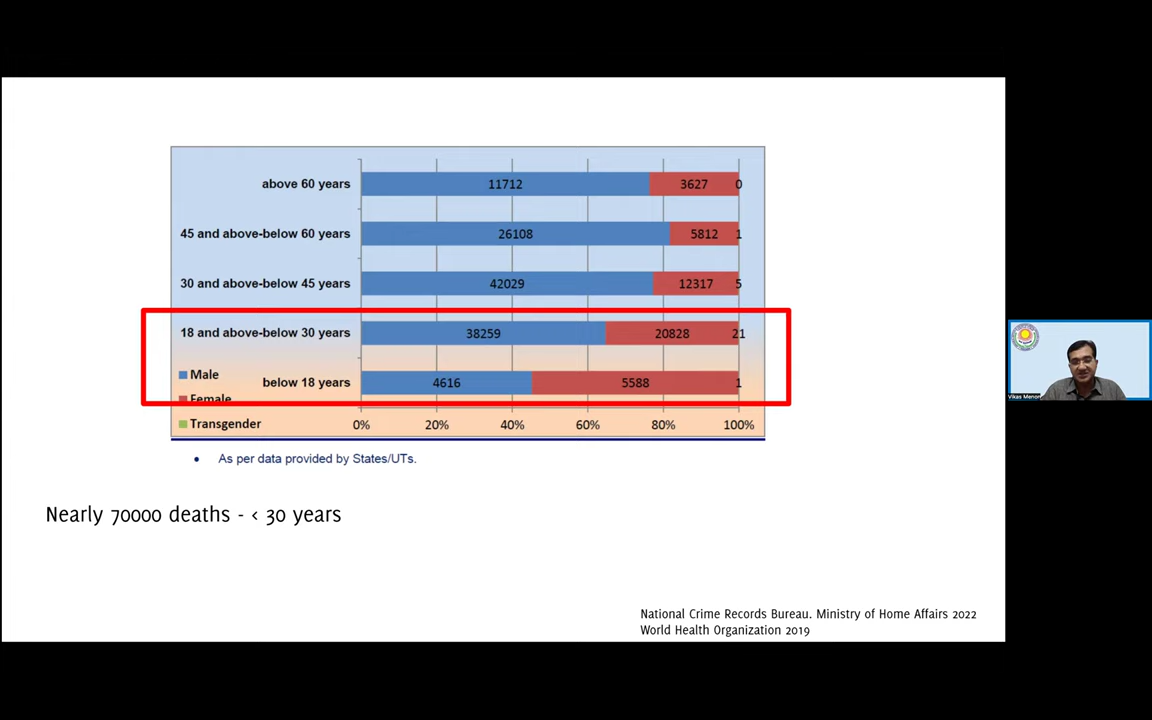 above 60 years 11712 3627 0
45 and above-below 60 years 26108 5812 1
30 and above-below 45 years 42029 12317 5
18 and above-below 30 years 38259 20828 21
Male below 18 years 4616 5588 1
Female
Transgender 0% 20% 40% 60% 80% 100%
• As per data provided by States/UTs.
Nearly 70000 deaths - < 30 years
National Crime Records Bureau. Ministry of Home Affairs 2022
World Health Organization 2019
Vikas Menon